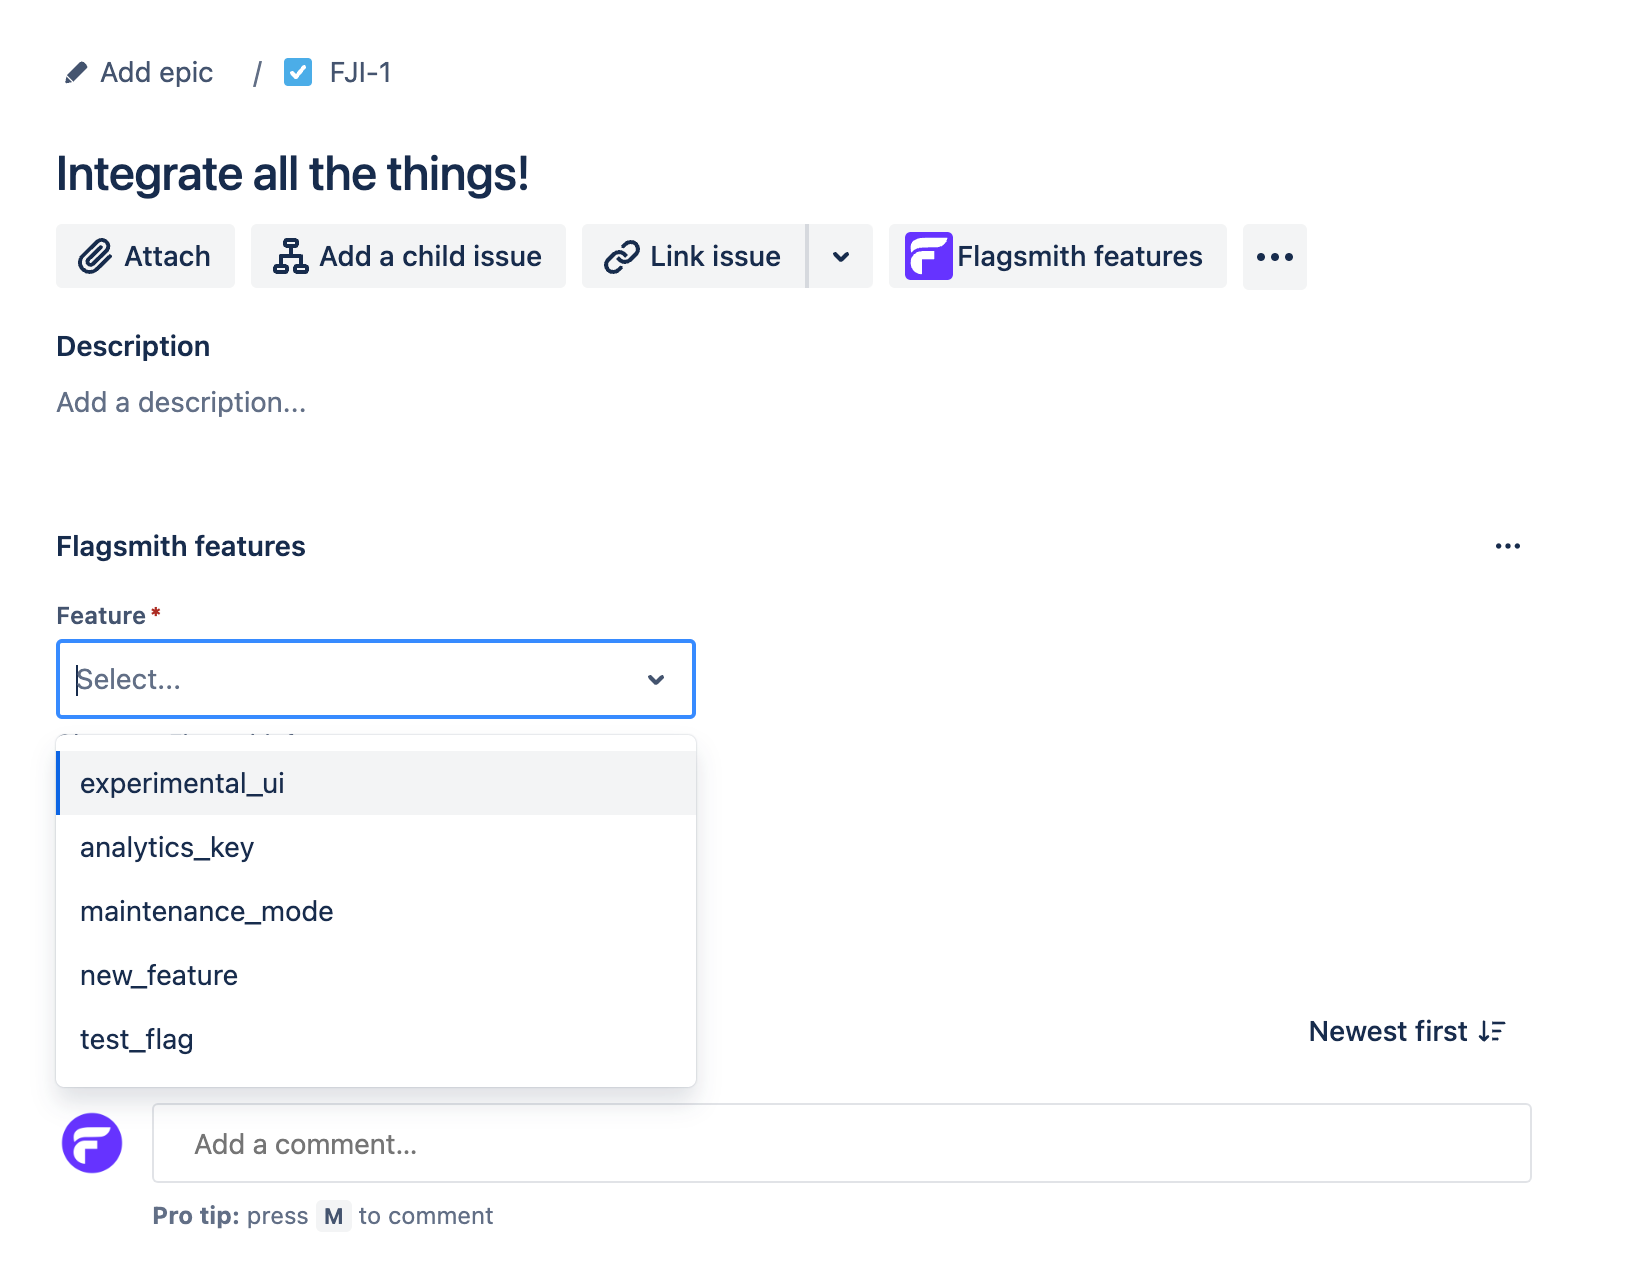 Add epic / FJI-1
Integrate all the things!
Attach Add a child issue Link issue Flagsmith features
Description
Add a description...
Flagsmith features
Feature *
Select...
experimental_ui
analytics_key
maintenance_mode
new_feature
test_flag
Newest first
Add a comment...
Pro tip: press M to comment